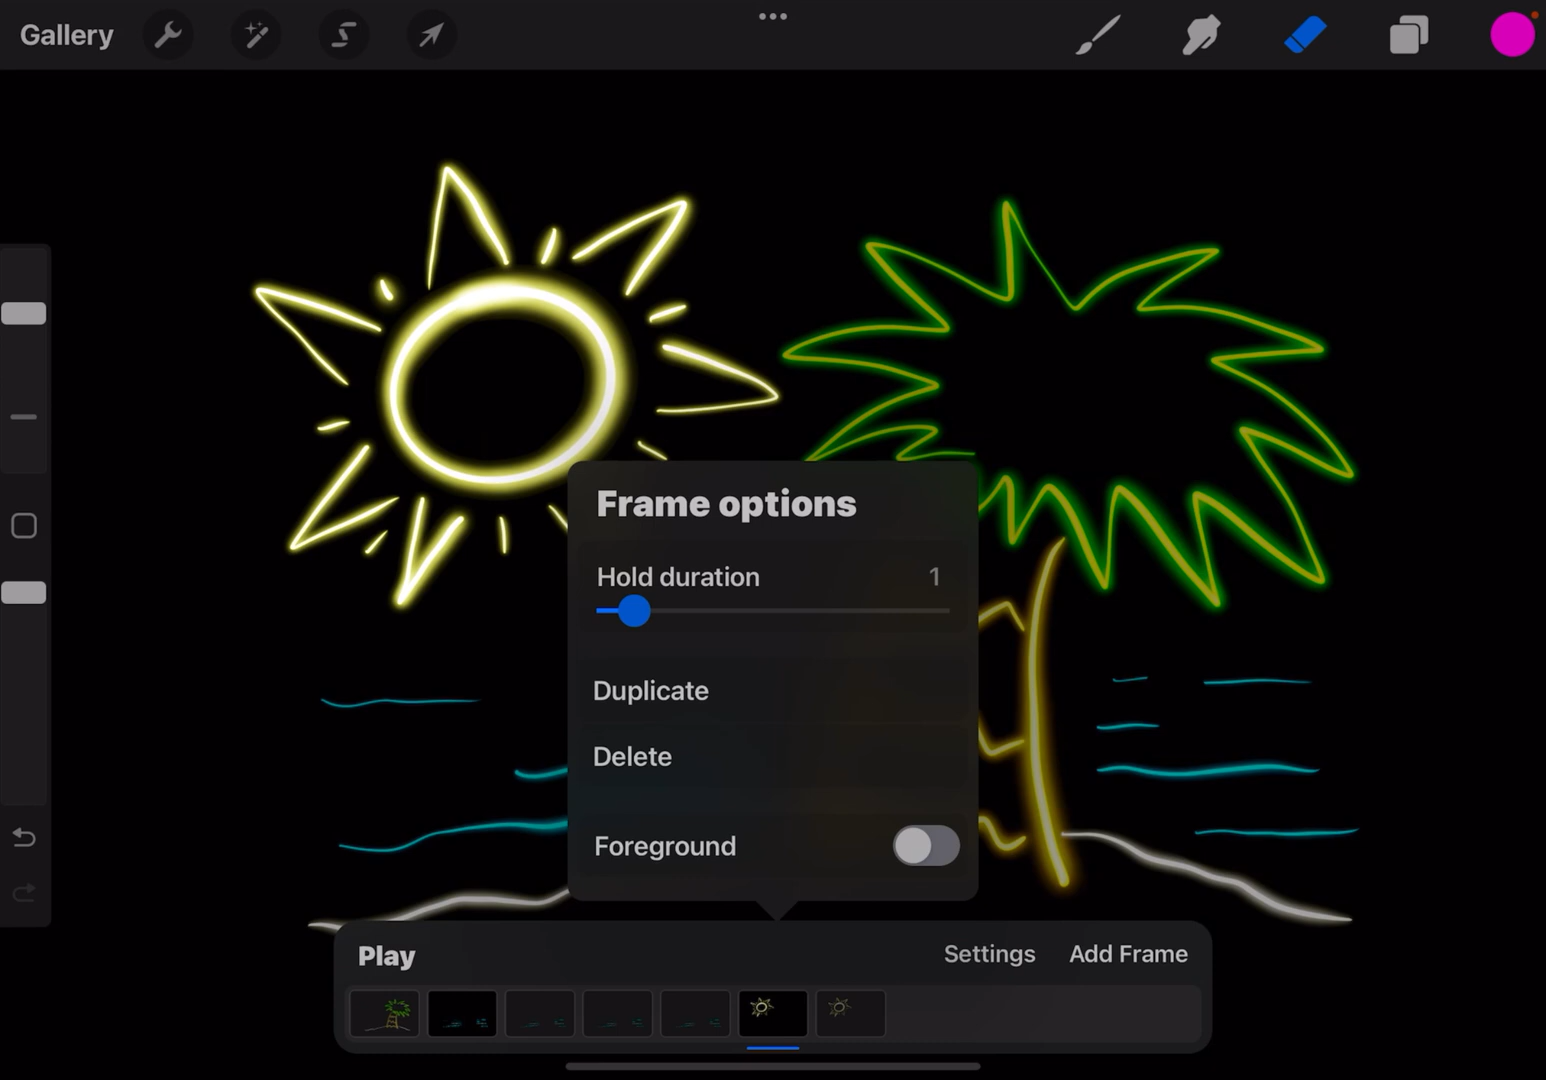 Gallery
Frame options
Hold duration 1
Duplicate
Delete
Foreground
Play Settings Add Frame